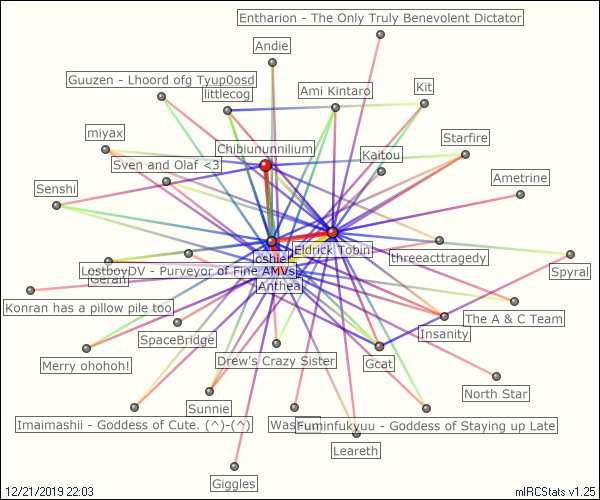 Entharion - The Only Truly Benevolent Dictator
Andie
Guuzen - Lhoord ofg Tyup0osd
littlecog
Ami Kintaro
Kit
miyax
Starfire
Chibiununnilium
Kaitou
Sven and Olaf <3
Ametrine
Senshi
Eldrick Tobin
Joshie
threeacttragedy
LostboyDV - Purveyor of Fine AMVs
Spyral
Geran
Anthea
Konran has a pillow pile too
The A & C Team
SpaceBridge
Insanity
Merry ohohoh!
Drew's Crazy Sister
Gcat
North Star
Sunnie
Imaimashii - Goddess of Cute. (^)-(^)
Fuminfukyuu - Goddess of Staying up Late
Leareth
Giggles
12/21/2019 22:03
mIRCStats v1.25